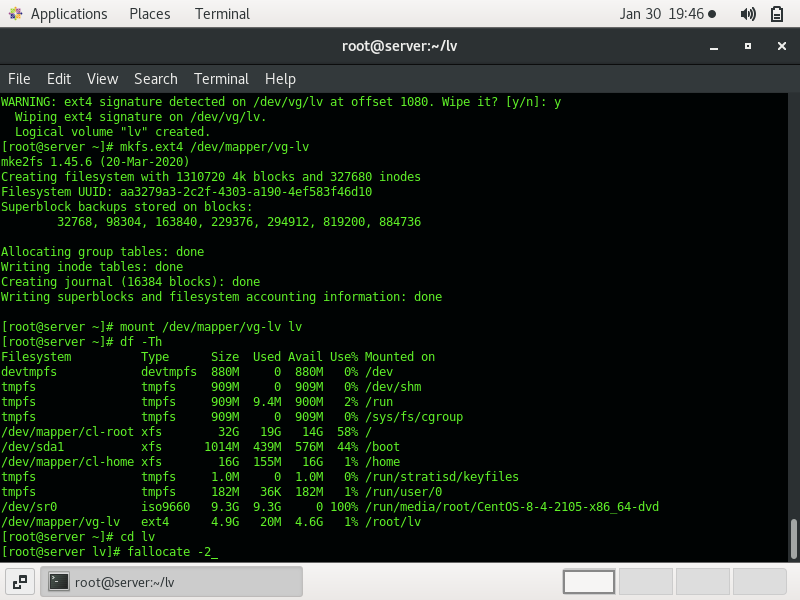 Applications Places Terminal Jan 30 19:46
root@server:~/lv
File Edit View Search Terminal Help
WARNING: ext4 signature detected on /dev/vg/lv at offset 1080. Wipe it? [y/n]: y
  Wiping ext4 signature on /dev/vg/lv.
  Logical volume "lv" created.
[root@server ~]# mkfs.ext4 /dev/mapper/vg-lv
mke2fs 1.45.6 (20-Mar-2020)
Creating filesystem with 1310720 4k blocks and 327680 inodes
Filesystem UUID: aa3279a3-2c2f-4303-a190-4ef583f46d10
Superblock backups stored on blocks:
        32768, 98304, 163840, 229376, 294912, 819200, 884736
Allocating group tables: done
Writing inode tables: done
Creating journal (16384 blocks): done
Writing superblocks and filesystem accounting information: done
[root@server ~]# mount /dev/mapper/vg-lv lv
[root@server ~]# df -Th
Filesystem          Type      Size  Used Avail Use% Mounted on
devtmpfs            devtmpfs  880M     0  880M   0% /dev
tmpfs               tmpfs     909M     0  909M   0% /dev/shm
tmpfs               tmpfs     909M  9.4M  900M   2% /run
tmpfs               tmpfs     909M     0  909M   0% /sys/fs/cgroup
/dev/mapper/cl-root xfs        32G   19G   14G  58% /
/dev/sda1           xfs      1014M  439M  576M  44% /boot
/dev/mapper/cl-home xfs        16G  155M   16G   1% /home
tmpfs               tmpfs     1.0M     0  1.0M   0% /run/stratisd/keyfiles
tmpfs               tmpfs     182M   36K  182M   1% /run/user/0
/dev/sr0            iso9660   9.3G  9.3G     0 100% /run/media/root/CentOS-8-4-2105-x86_64-dvd
/dev/mapper/vg-lv   ext4      4.9G   20M  4.6G   1% /root/lv
[root@server ~]# cd lv
[root@server lv]# fallocate -2_
root@server:~/lv